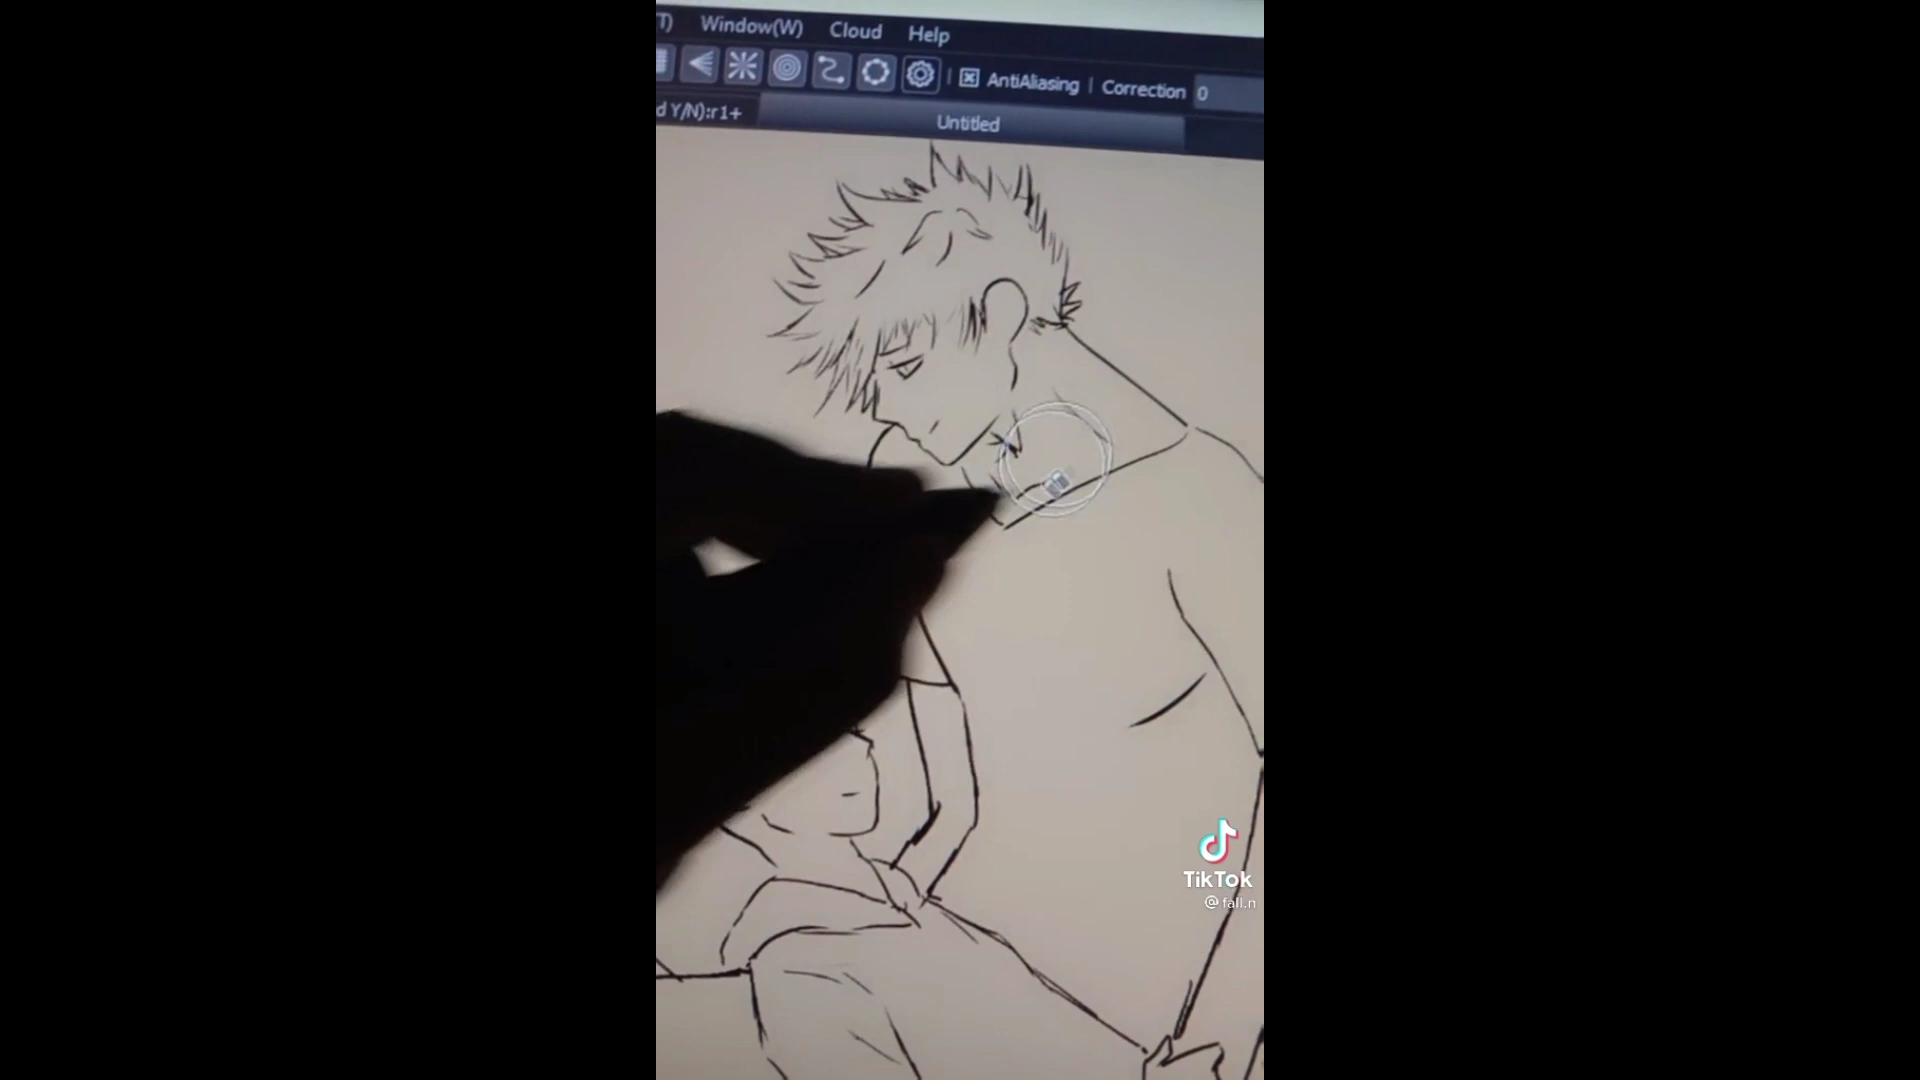 T) Window(W) Cloud Help
AntiAliasing | Correction 0
d Y/N):r1+ Untitled
TikTok
@fall.n